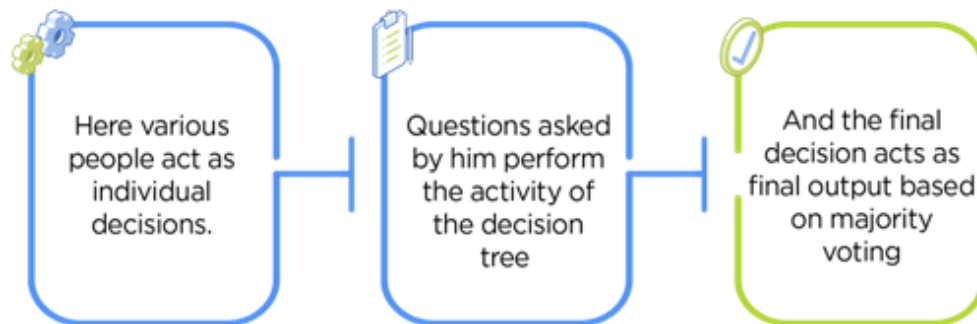 Here various
people act as
individual
decisions.
Questions asked
by him perform
the activity of
the decision
tree
And the final
decision acts as
final output based
on majority
voting